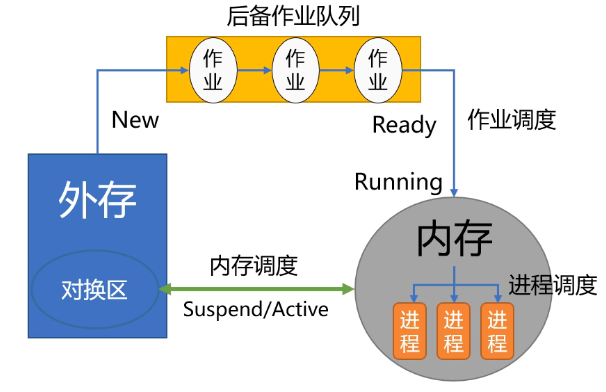 后备作业队列
作业
作业
作业
New
Ready
作业调度
Running
外存
内存
内存调度
对换区
进程调度
Suspend/Active
进程
进程
进程